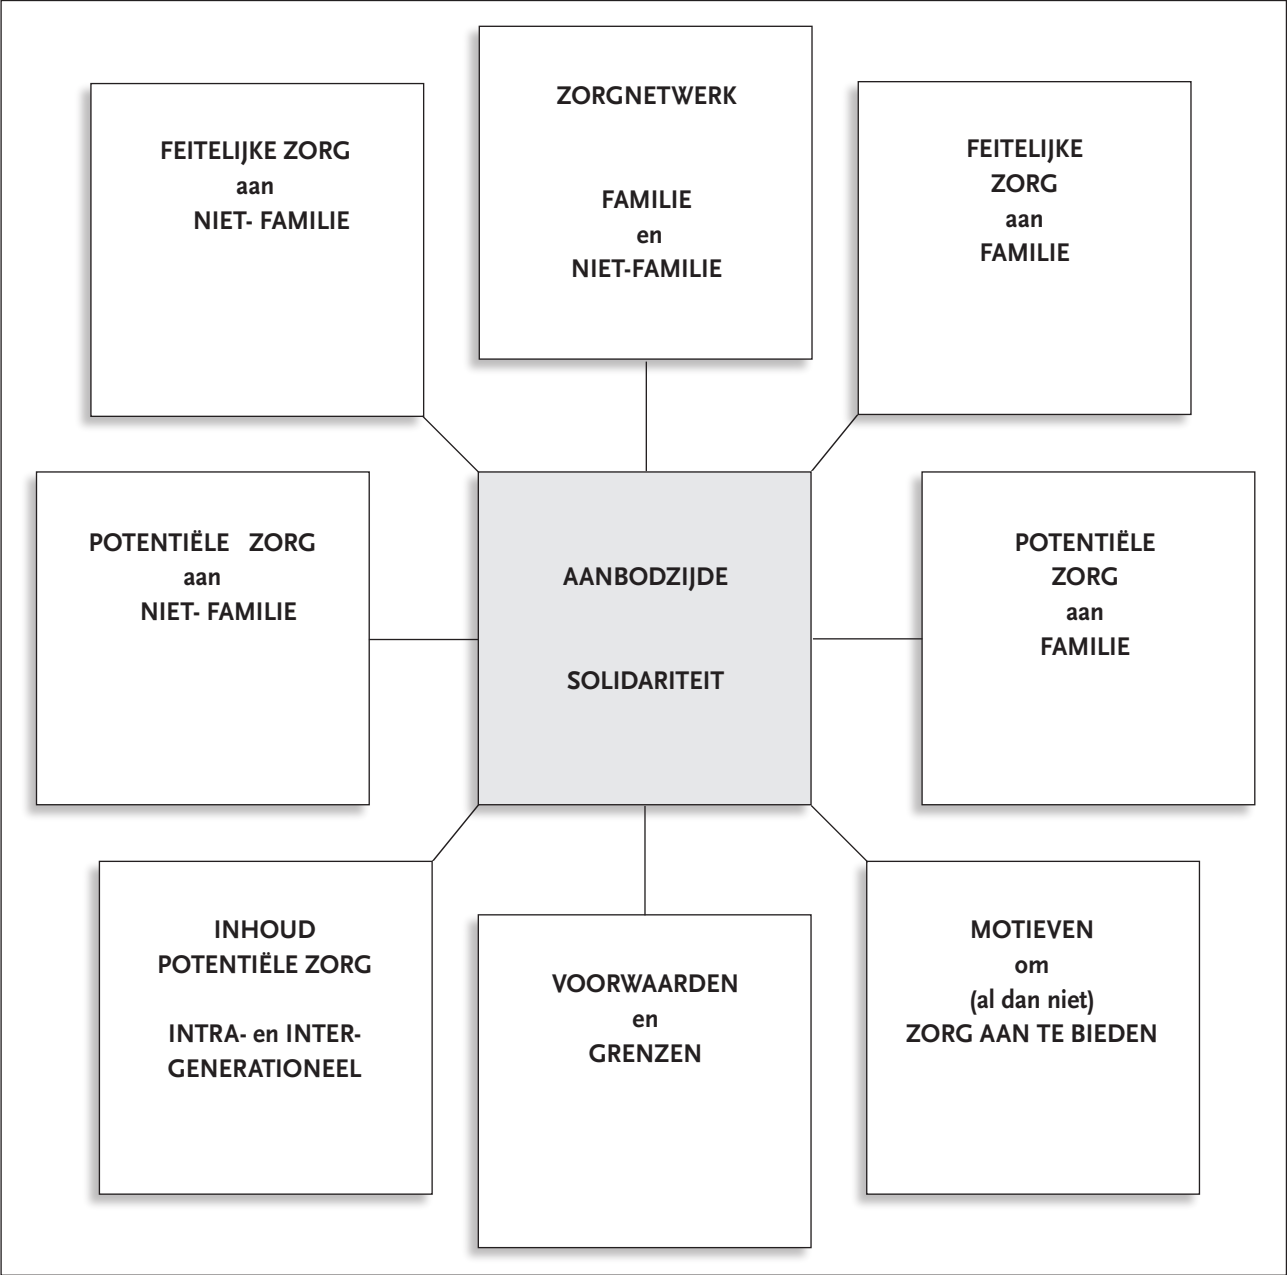 ZORGNETWERK
FAMILIE
en
NIET-FAMILIE
FEITELIJKE ZORG
aan
NIET- FAMILIE
FEITELIJKE
ZORG
aan
FAMILIE
POTENTIËLE ZORG
aan
NIET- FAMILIE
AANBODZIJDE
SOLIDARITEIT
POTENTIËLE
ZORG
aan
FAMILIE
INHOUD
POTENTIËLE ZORG
INTRA- en INTER-
GENERATIONEEL
VOORWAARDEN
en
GRENZEN
MOTIEVEN
om
(al dan niet)
ZORG AAN TE BIEDEN